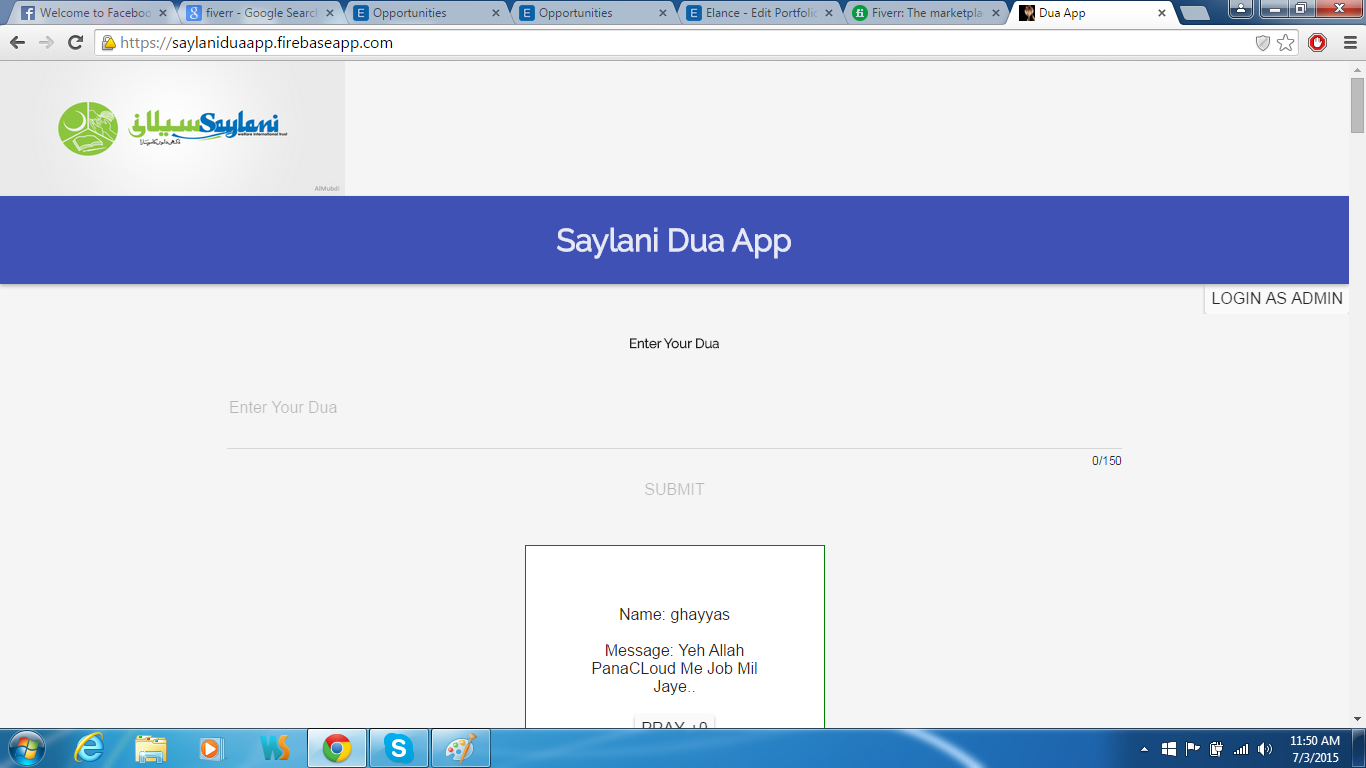 Welcome to Faceboo
fiverr - Google Search
Opportunities
Opportunities
Elance - Edit Portfolio
Fiverr: The marketpla
Dua App
https://saylaniduaapp.firebaseapp.com
سیلانی Saylani
welfare international trust
AlMubdi
Saylani Dua App
LOGIN AS ADMIN
Enter Your Dua
Enter Your Dua
0/150
SUBMIT
Name: ghayyas
Message: Yeh Allah
PanaCLoud Me Job Mil
Jaye..
PRAY +0
11:50 AM
7/3/2015